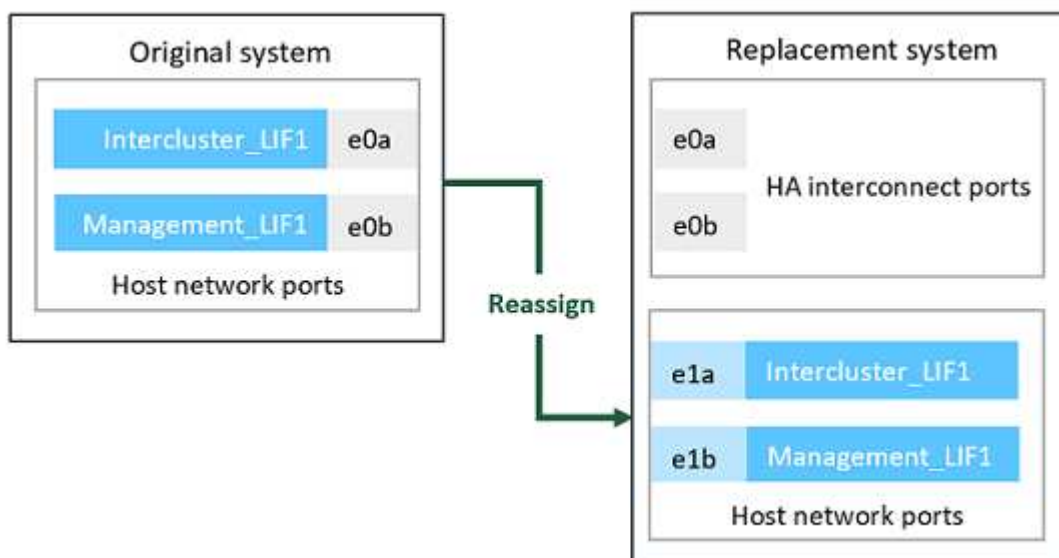 Original system
Intercluster_LIF1 e0a
Management_LIF1 e0b
Host network ports
Reassign
Replacement system
e0a
HA interconnect ports
e0b
e1a Intercluster_LIF1
e1b Management_LIF1
Host network ports